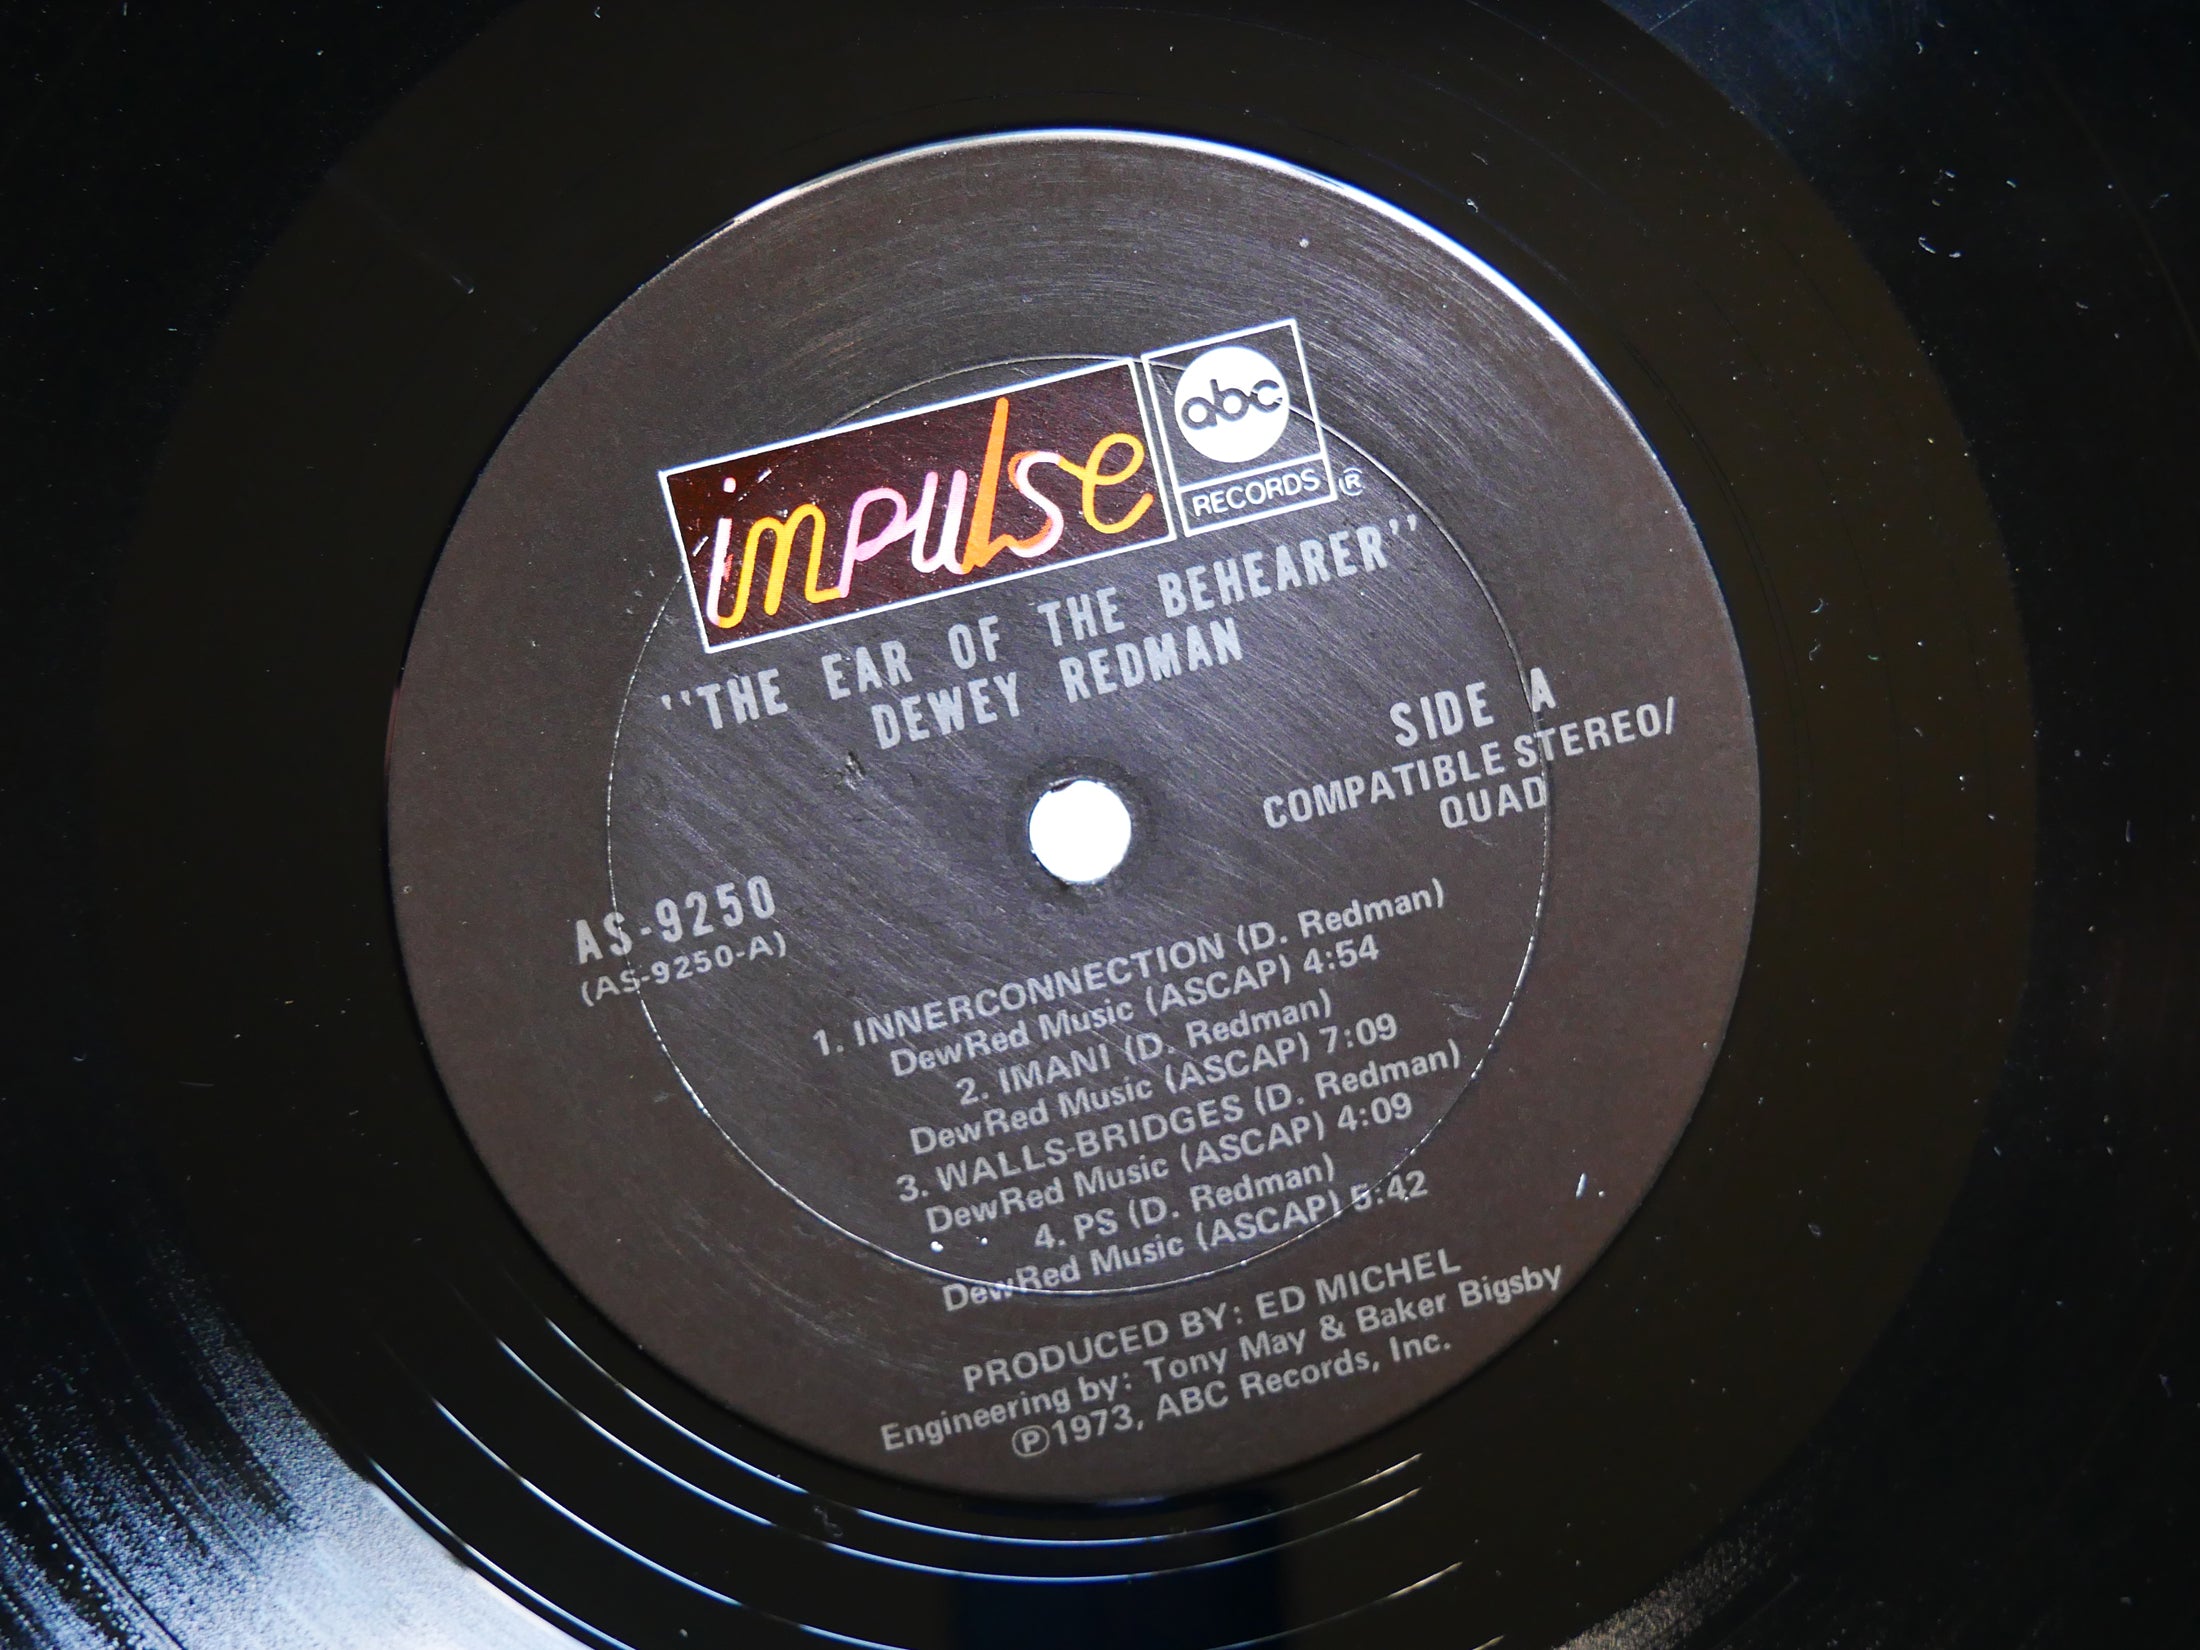 impulse
abc
RECORDS ®
''THE EAR OF THE BEHEARER''
DEWEY REDMAN
SIDE A
COMPATIBLE STEREO/
QUAD
AS-9250
(AS-9250-A)
1. INNERCONNECTION (D. Redman)
DewRed Music (ASCAP) 4:54
2. IMANI (D. Redman)
DewRed Music (ASCAP) 7:09
3. WALLS-BRIDGES (D. Redman)
DewRed Music (ASCAP) 4:09
4. PS (D. Redman)
DewRed Music (ASCAP) 5:42
PRODUCED BY: ED MICHEL
Engineering by: Tony May & Baker Bigsby
℗1973, ABC Records, Inc.